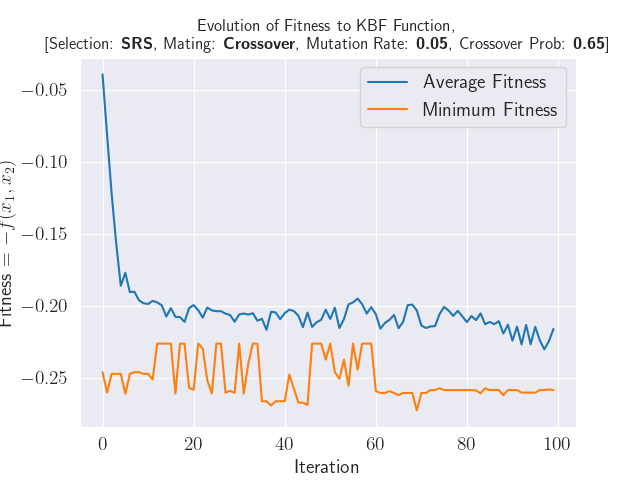 Evolution of Fitness to KBF Function,
[Selection: SRS, Mating: Crossover, Mutation Rate: 0.05, Crossover Prob: 0.65]
Average Fitness
Minimum Fitness
−0.05
−0.10
−0.15
−0.20
−0.25
Fitness = −f(x₁, x₂)
0 20 40 60 80 100
Iteration